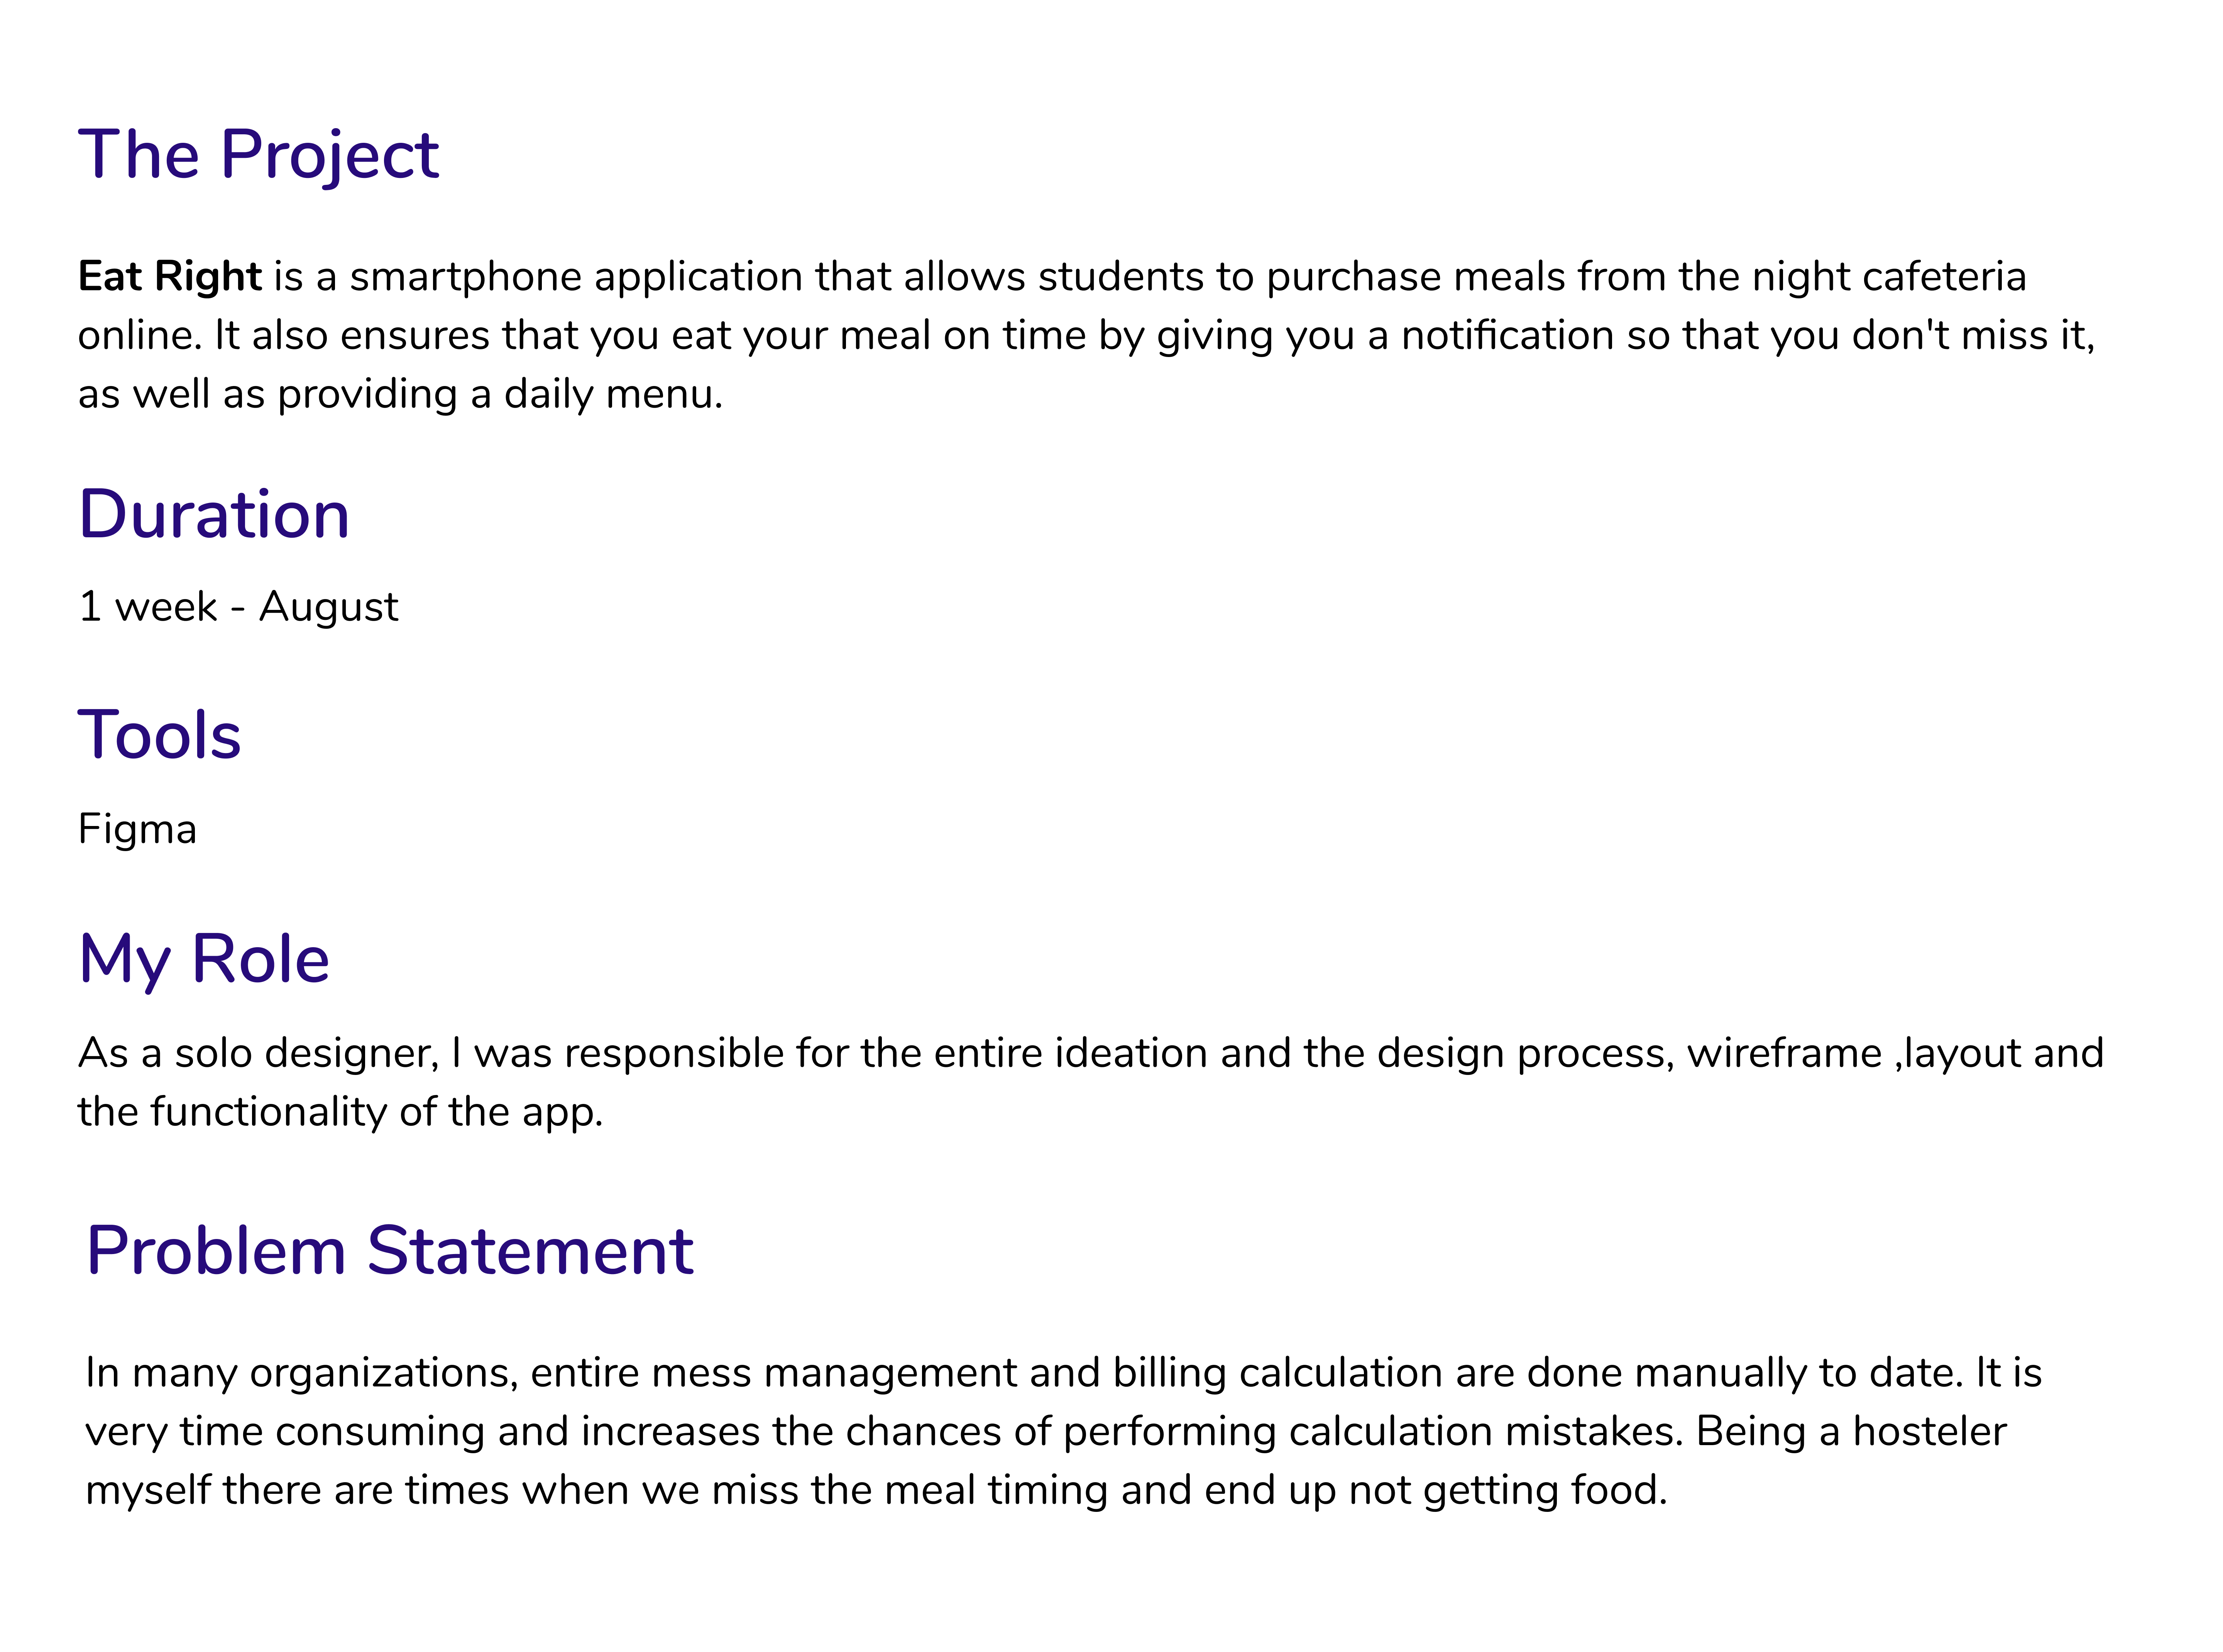 The Project
Eat Right is a smartphone application that allows students to purchase meals from the night cafeteria
online. It also ensures that you eat your meal on time by giving you a notification so that you don't miss it,
as well as providing a daily menu.
Duration
1 week - August
Tools
Figma
My Role
As a solo designer, I was responsible for the entire ideation and the design process, wireframe ,layout and
the functionality of the app.
Problem Statement
In many organizations, entire mess management and billing calculation are done manually to date. It is
very time consuming and increases the chances of performing calculation mistakes. Being a hosteler
myself there are times when we miss the meal timing and end up not getting food.